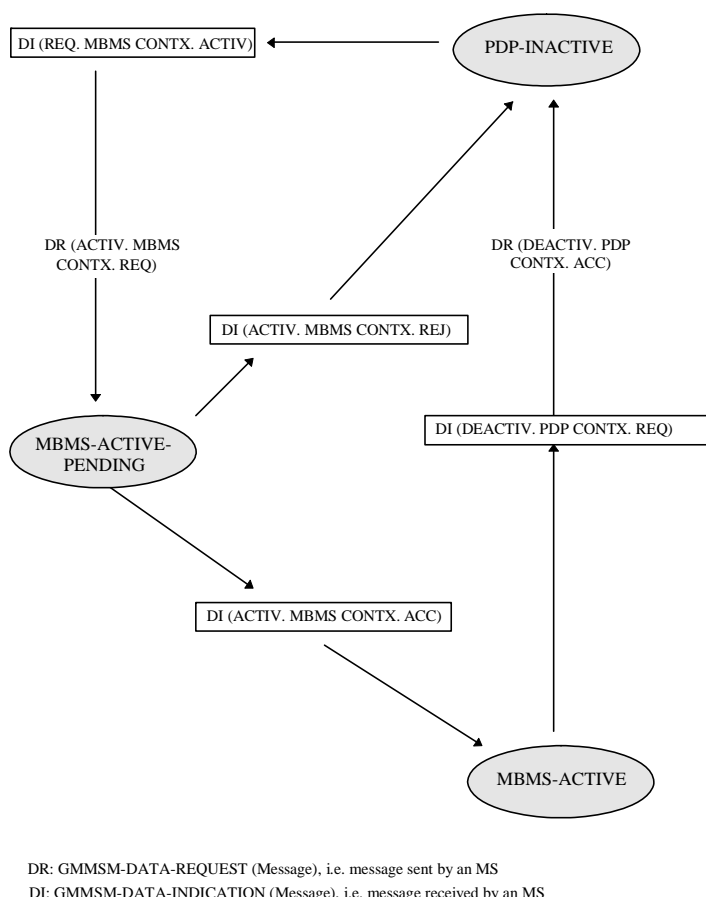 DI (REQ. MBMS CONTX. ACTIV)
PDP-INACTIVE
DR (ACTIV. MBMS
CONTX. REQ)
DR (DEACTIV. PDP
CONTX. ACC)
DI (ACTIV. MBMS CONTX. REJ)
MBMS-ACTIVE-
PENDING
DI (DEACTIV. PDP CONTX. REQ)
DI (ACTIV. MBMS CONTX. ACC)
MBMS-ACTIVE
DR: GMMSM-DATA-REQUEST (Message), i.e. message sent by an MS
DI: GMMSM-DATA-INDICATION (Message), i.e. message received by an MS